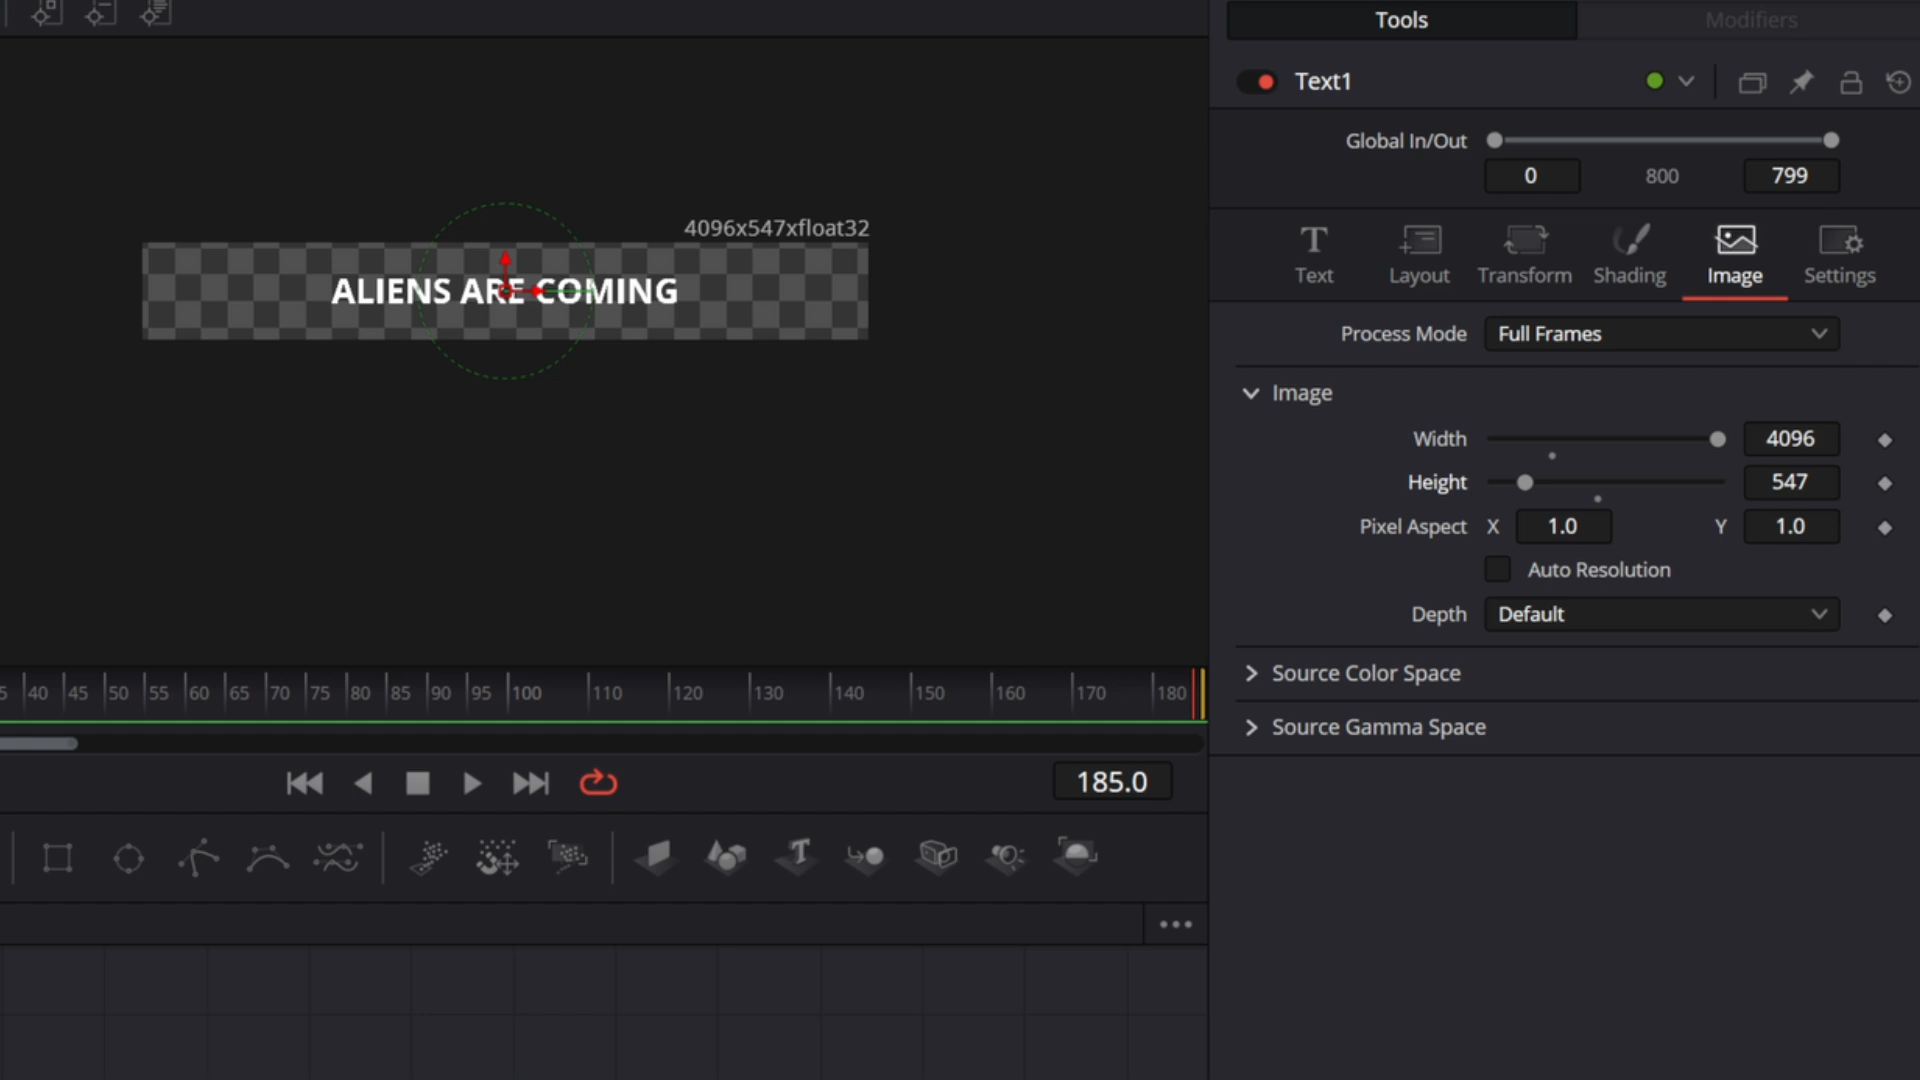 Tools
Modifiers
Text1
Global In/Out
0
800
799
4096x547xfloat32
ALIENS ARE COMING
Text
Layout
Transform
Shading
Image
Settings
Process Mode
Full Frames
Image
Width
4096
Height
547
Pixel Aspect
X
1.0
Y
1.0
Auto Resolution
Depth
Default
Source Color Space
Source Gamma Space
5 40 45 50 55 60 65 70 75 80 85 90 95 100 110 120 130 140 150 160 170 180
185.0